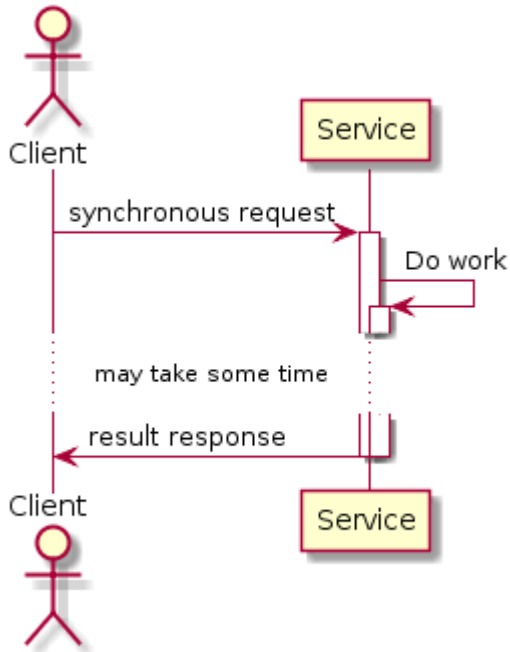 Client
Service
synchronous request
Do work
may take some time
result response
Client
Service